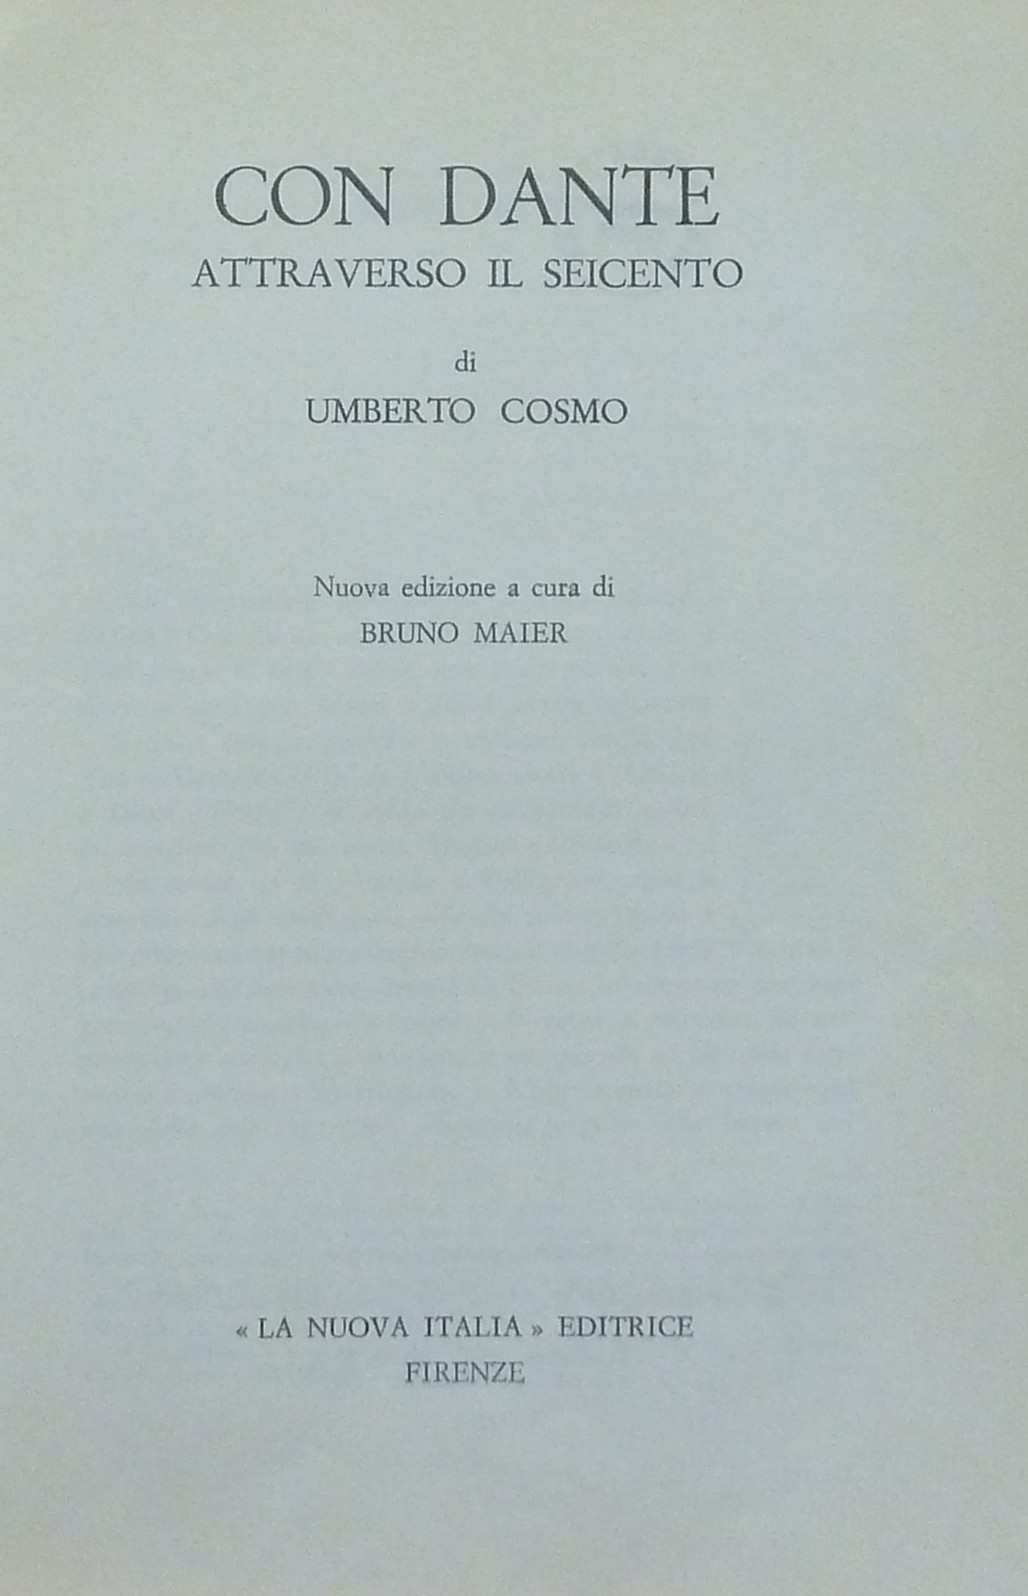 CON DANTE
ATTRAVERSO IL SEICENTO
di
UMBERTO COSMO
Nuova edizione a cura di
BRUNO MAIER
« LA NUOVA ITALIA » EDITRICE
FIRENZE